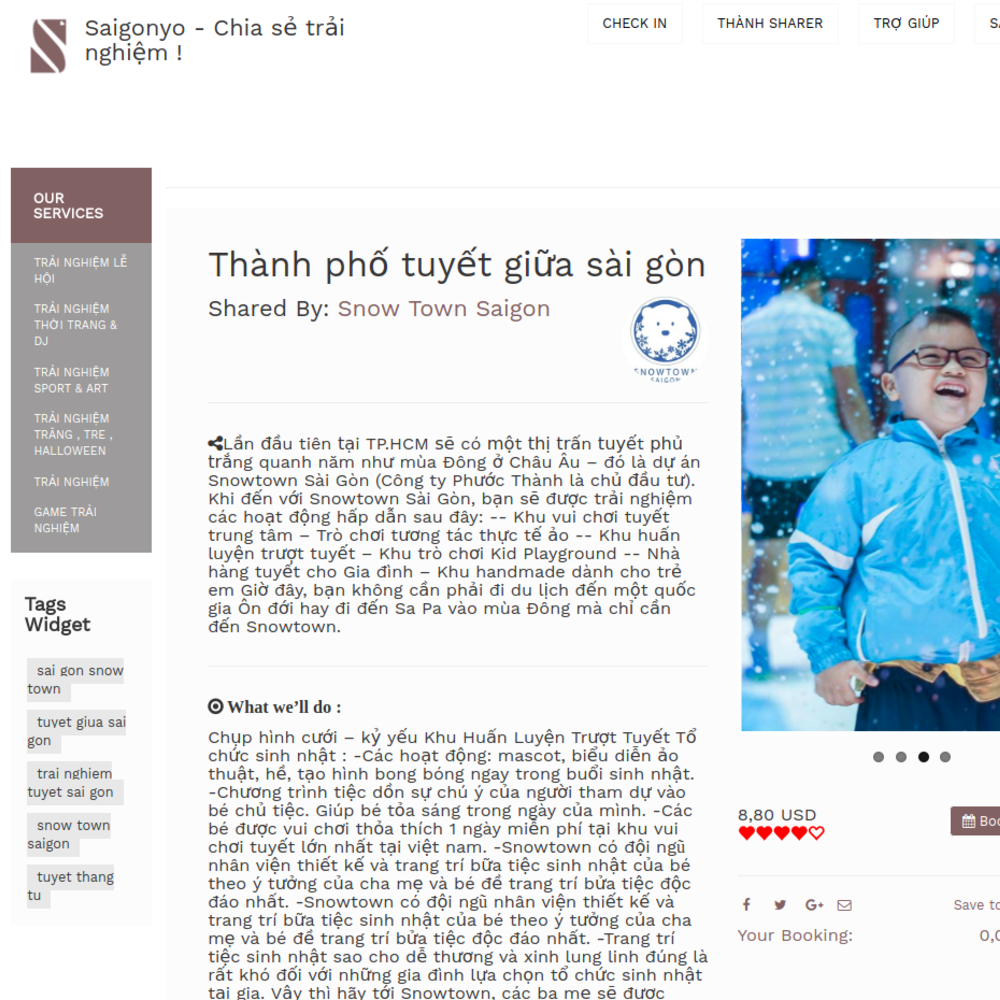 Saigonyo - Chia sẻ trải
nghiệm !
CHECK IN
THÀNH SHARER
TRỢ GIÚP
OUR
SERVICES
TRẢI NGHIỆM LỄ
HỘI
TRẢI NGHIỆM
THỜI TRANG &
DJ
TRẢI NGHIỆM
SPORT & ART
TRẢI NGHIỆM
TRĂNG , TRE ,
HALLOWEEN
TRẢI NGHIỆM
GAME TRẢI
NGHIỆM
Tags
Widget
sai gon snow
town
tuyet giua sai
gon
trai nghiem
tuyet sai gon
snow town
saigon
tuyet thang
tu
Thành phố tuyết giữa sài gòn
Shared By: Snow Town Saigon
SNOWTOWN
SAIGON
Lần đầu tiên tại TP.HCM sẽ có một thị trấn tuyết phủ
trắng quanh năm như mùa Đông ở Châu Âu – đó là dự án
Snowtown Sài Gòn (Công ty Phước Thành là chủ đầu tư).
Khi đến với Snowtown Sài Gòn, bạn sẽ được trải nghiệm
các hoạt động hấp dẫn sau đây: -- Khu vui chơi tuyết
trung tâm – Trò chơi tương tác thực tế ảo -- Khu huấn
luyện trượt tuyết – Khu trò chơi Kid Playground -- Nhà
hàng tuyết cho Gia đình – Khu handmade dành cho trẻ
em Giờ đây, bạn không cần phải đi du lịch đến một quốc
gia Ôn đới hay đi đến Sa Pa vào mùa Đông mà chỉ cần
đến Snowtown.
What we’ll do :
Chụp hình cưới – kỷ yếu Khu Huấn Luyện Trượt Tuyết Tổ
chức sinh nhật : -Các hoạt động: mascot, biểu diễn ảo
thuật, hề, tạo hình bong bóng ngay trong buổi sinh nhật.
-Chương trình tiệc dồn sự chú ý của người tham dự vào
bé chủ tiệc. Giúp bé tỏa sáng trong ngày của mình. -Các
bé được vui chơi thỏa thích 1 ngày miễn phí tại khu vui
chơi tuyết lớn nhất tại việt nam. -Snowtown có đội ngũ
nhân viên thiết kế và trang trí bữa tiệc sinh nhật của bé
theo ý tưởng của cha mẹ và bé để trang trí bửa tiệc độc
đáo nhất. -Snowtown có đội ngũ nhân viên thiết kế và
trang trí bữa tiệc sinh nhật của bé theo ý tưởng của cha
mẹ và bé để trang trí bửa tiệc độc đáo nhất. -Trang trí
tiệc sinh nhật sao cho dễ thương và xinh lung linh đúng là
rất khó đối với những gia đình lựa chọn tổ chức sinh nhật
tại gia. Vậy thì hãy tới Snowtown, các ba mẹ sẽ được
8,80 USD
Boo
Save to
Your Booking:
0,0